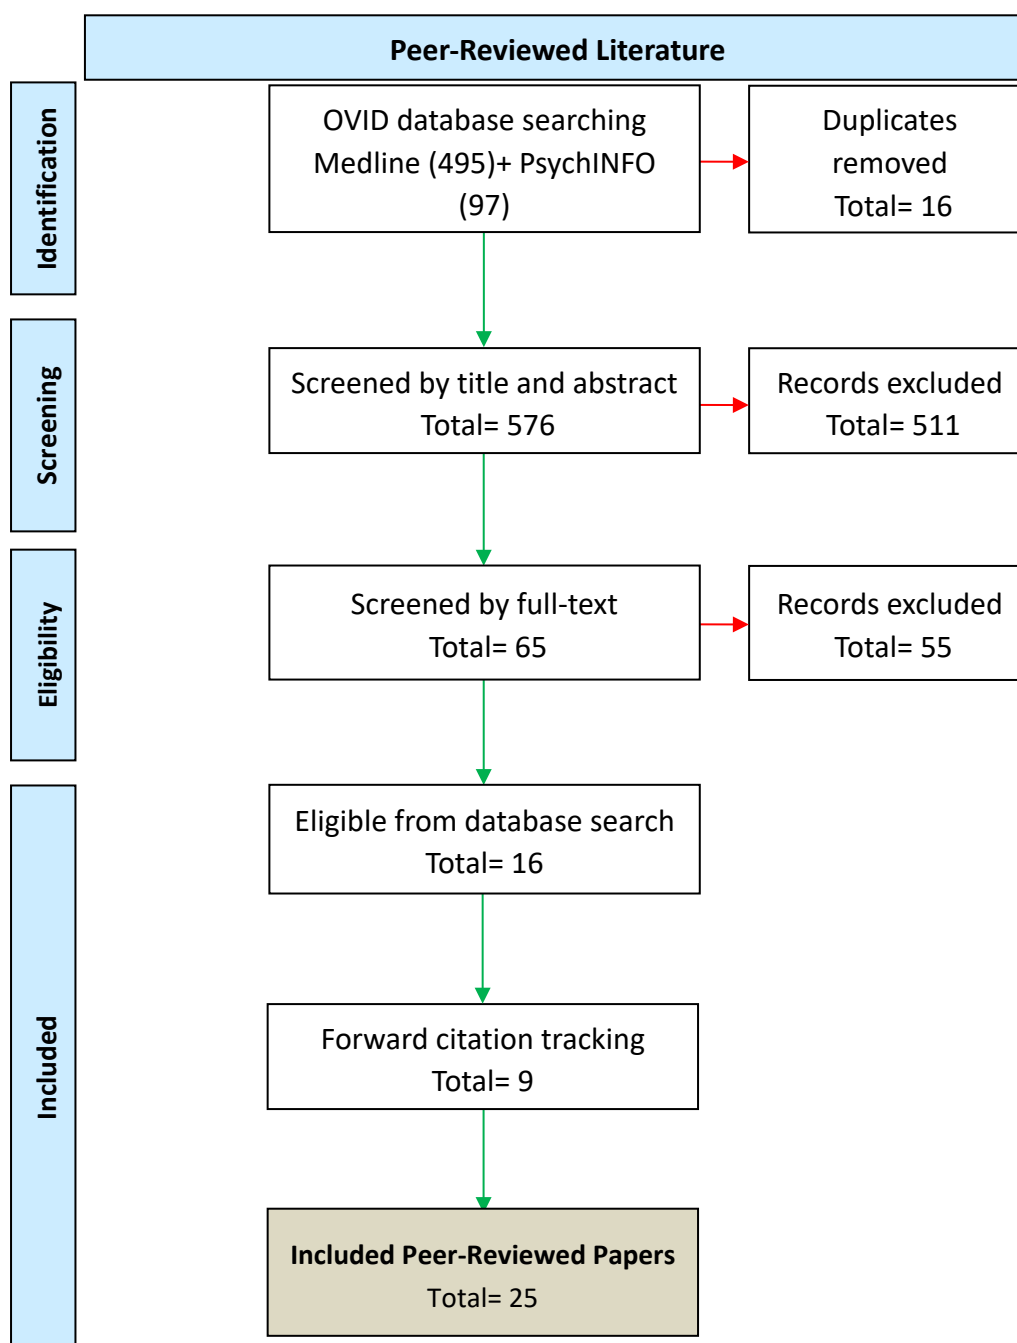 Peer-Reviewed Literature
Identification
OVID database searching
Medline (495)+ PsychINFO
(97)
Duplicates
removed
Total= 16
Screening
Screened by title and abstract
Total= 576
Records excluded
Total= 511
Eligibility
Screened by full-text
Total= 65
Records excluded
Total= 55
Included
Eligible from database search
Total= 16
Forward citation tracking
Total= 9
Included Peer-Reviewed Papers
Total= 25